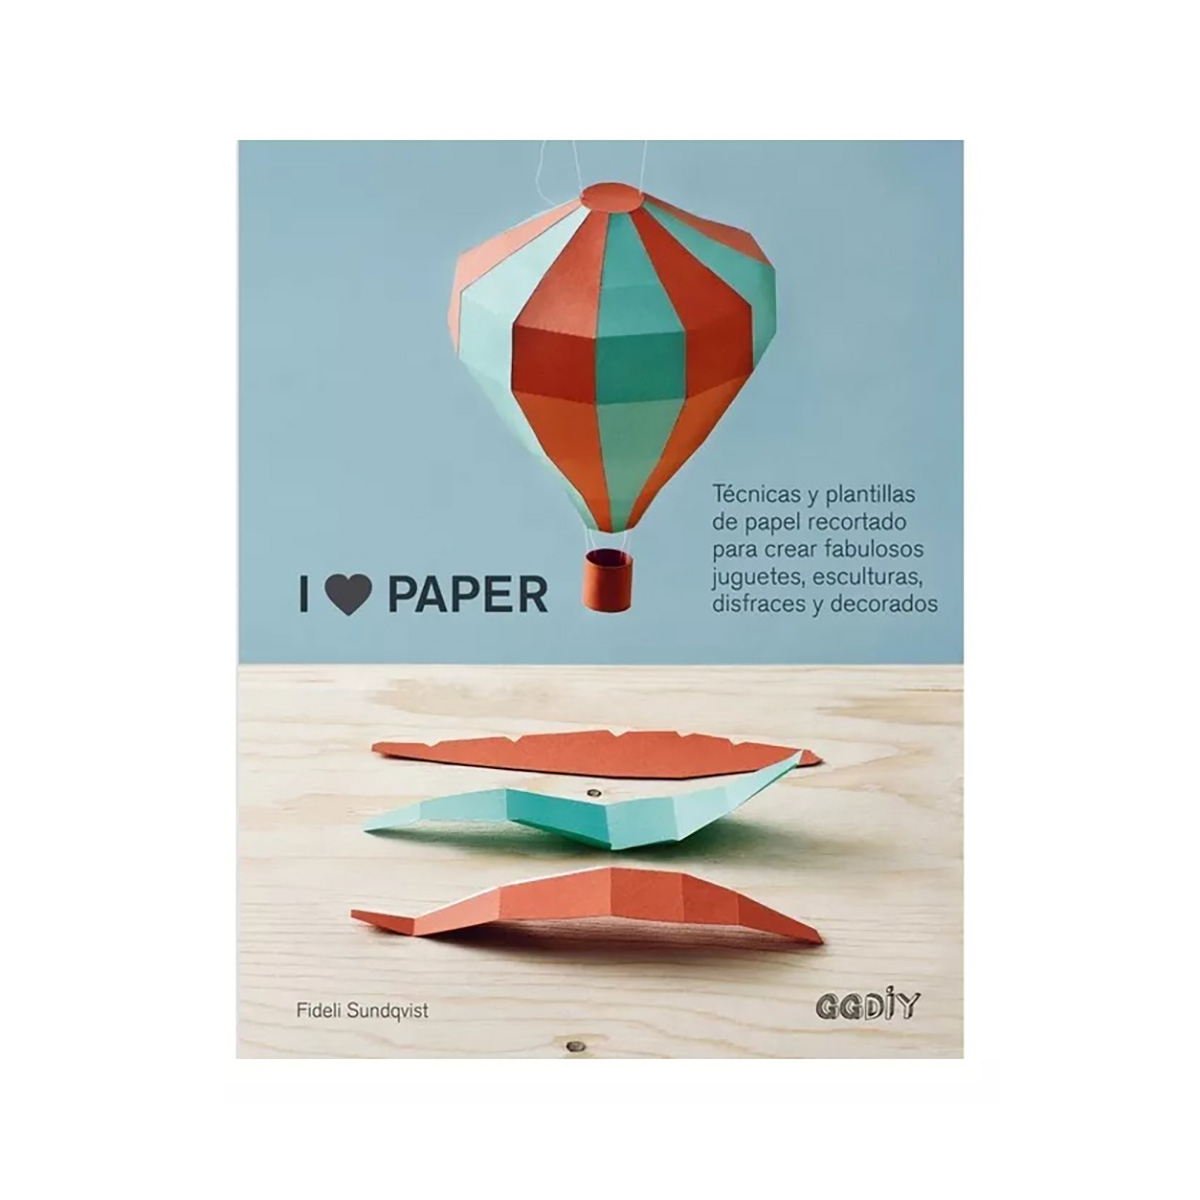 Técnicas y plantillas
de papel recortado
para crear fabulosos
juguetes, esculturas,
disfraces y decorados
I ♥ PAPER
Fideli Sundqvist
GGDIY